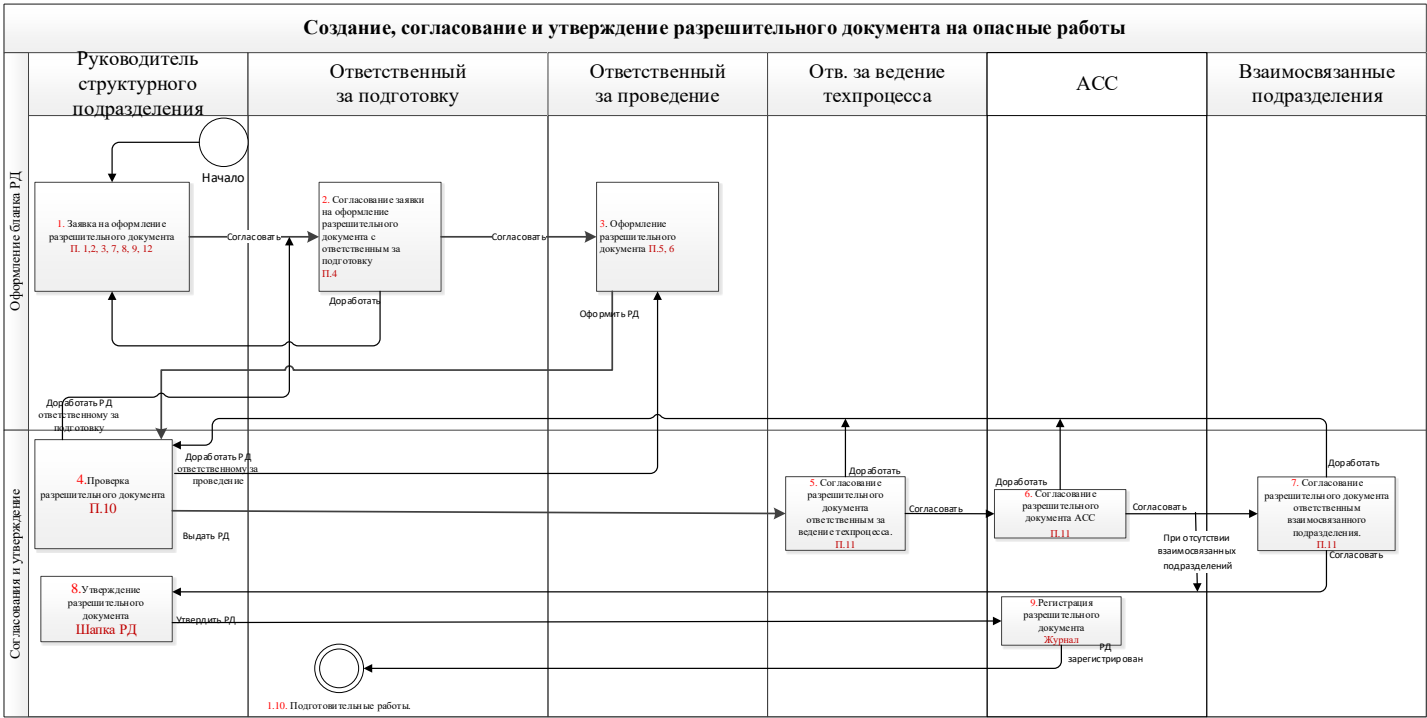 Создание, согласование и утверждение разрешительного документа на опасные работы
Руководитель
структурного
подразделения
Ответственный
за подготовку
Ответственный
за проведение
Отв. за ведение
техпроцесса
АСС
Взаимосвязанные
подразделения
Оформление бланка РД
Начало
1. Заявка на оформление
разрешительного документа
П. 1,2, 3, 7, 8, 9, 12
Согласовать
2. Согласование заявки
на оформление
разрешительного
документа с
ответственным за
подготовку
П.4
Согласовать
3. Оформление
разрешительного
документа П.5, 6
Доработать
Оформить РД
Доработать РД
ответственному за
подготовку
Согласования и утверждение
4.Проверка
разрешительного документа
П.10
Доработать РД
ответственному за
проведение
Выдать РД
Доработать
5. Согласование
разрешительного
документа
ответственным за
ведение техпроцесса.
П.11
Согласовать
Доработать
6. Согласование
разрешительного
документа АСС
П.11
Согласовать
При отсутствии
взаимосвязанных
подразделений
Доработать
7. Согласование
разрешительного документа
ответственным
взаимосвязанного
подразделения.
П.11
Согласовать
8.Утверждение
разрешительного
документа
Шапка РД
Утвердить РД
9.Регистрация
разрешительного
документа
Журнал
РД
зарегистрирован
1.10. Подготовительные работы.